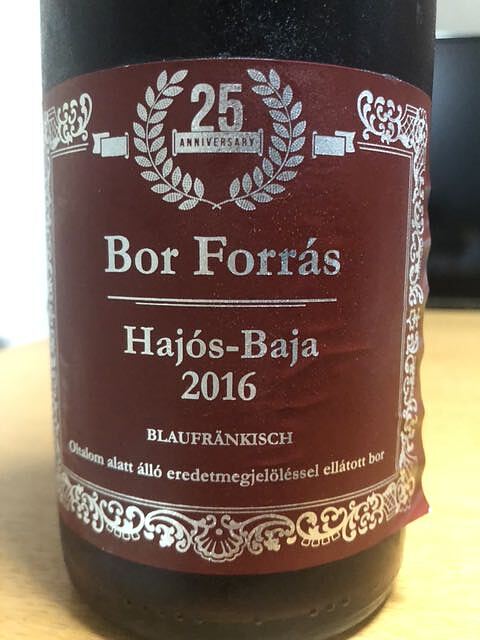 25
ANNIVERSARY
Bor Forrás
Hajós-Baja
2016
BLAUFRÄNKISCH
Oltalom alatt álló eredetmegjelöléssel ellátott bor